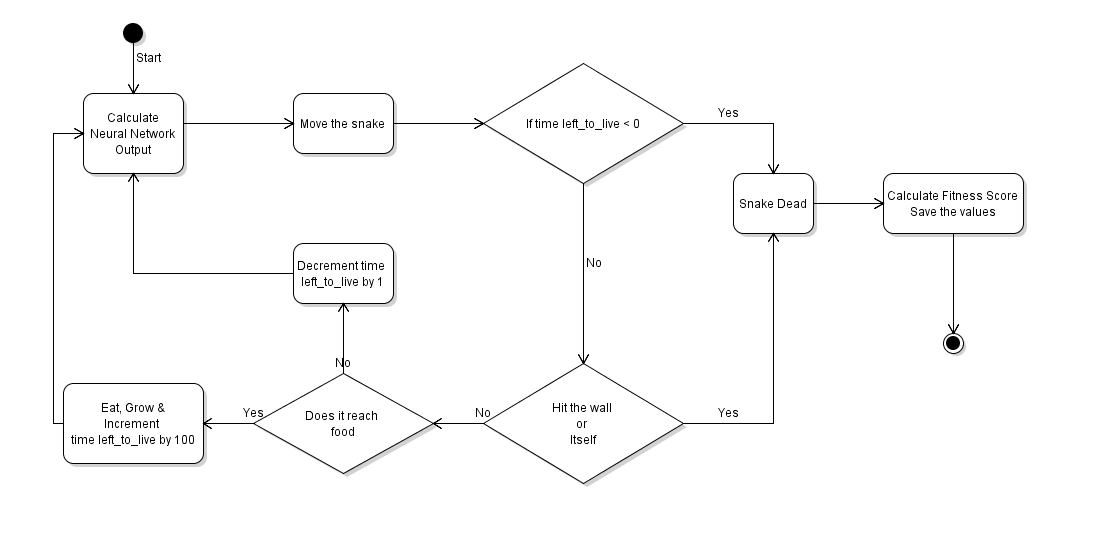 Start
Calculate
Neural Network
Output
Move the snake
If time left_to_live < 0
Yes
Snake Dead
Calculate Fitness Score
Save the values
No
Decrement time
left_to_live by 1
No
Eat, Grow &
Increment
time left_to_live by 100
Yes
Does it reach
food
No
Hit the wall
or
Itself
Yes